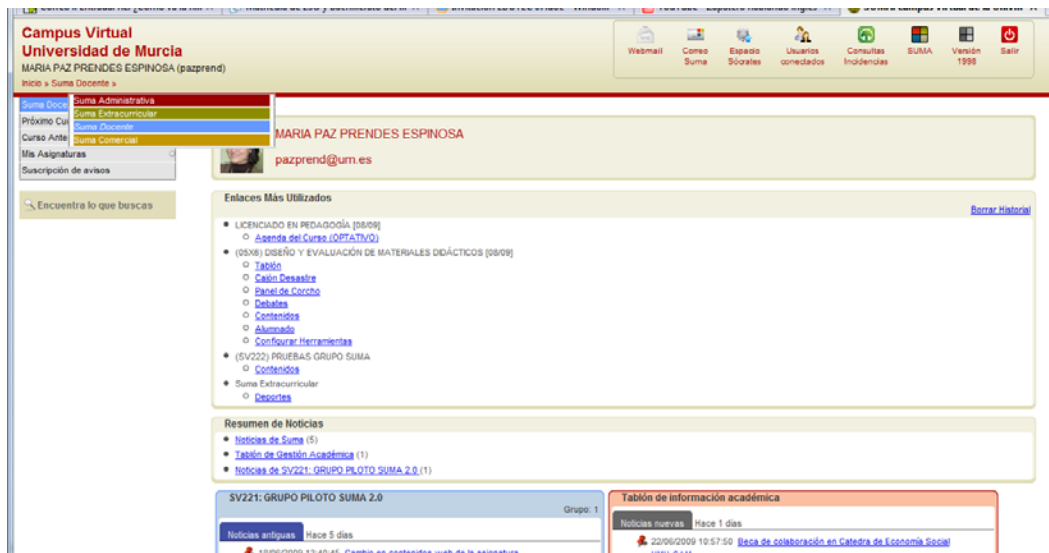 Campus Virtual
Universidad de Murcia
MARIA PAZ PRENDES ESPINOSA (pazprend)
Inicio » Suma Docente »
Webmail
Correo Suma
Espacio Sócrates
Usuarios conectados
Consultas Incidencias
SUMA
Versión 1998
Salir
Suma Administrativa
Suma Extracurricular
Suma Docente
Suma Comercial
Mis Asignaturas
Suscripción de avisos
Encuentra lo que buscas
MARIA PAZ PRENDES ESPINOSA
pazprend@um.es
Enlaces Más Utilizados
Borrar Historial
LICENCIADO EN PEDAGOGÍA [08/09]
Agenda del Curso (OPTATIVO)
(05X6) DISEÑO Y EVALUACIÓN DE MATERIALES DIDÁCTICOS [08/09]
Tablón
Cajón Desastre
Panel de Corcho
Debates
Contenidos
Alumnado
Configurar Herramientas
(SV222) PRUEBAS GRUPO SUMA
Contenidos
Suma Extracurricular
Deportes
Resumen de Noticias
Noticias de Suma (5)
Tablón de Gestión Académica (1)
Noticias de SV221: GRUPO PILOTO SUMA 2.0 (1)
SV221: GRUPO PILOTO SUMA 2.0
Grupo: 1
Noticias antiguas Hace 5 días
Tablón de información académica
Noticias nuevas Hace 1 días
22/06/2009 10:57:50 Beca de colaboración en Catedra de Economía Social